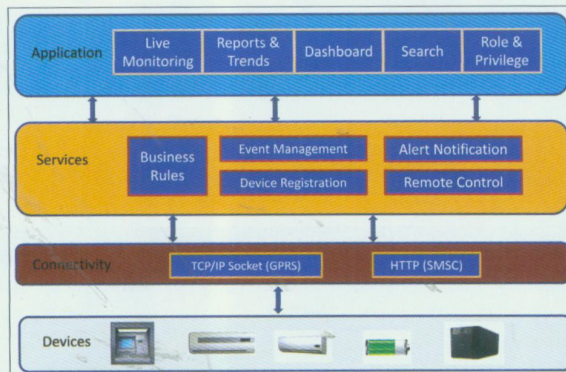 Application
Live
Monitoring
Reports &
Trends
Dashboard
Search
Role &
Privilege
Services
Business
Rules
Event Management
Alert Notification
Device Registration
Remote Control
Connectivity
TCP/IP Socket (GPRS)
HTTP (SMSC)
Devices